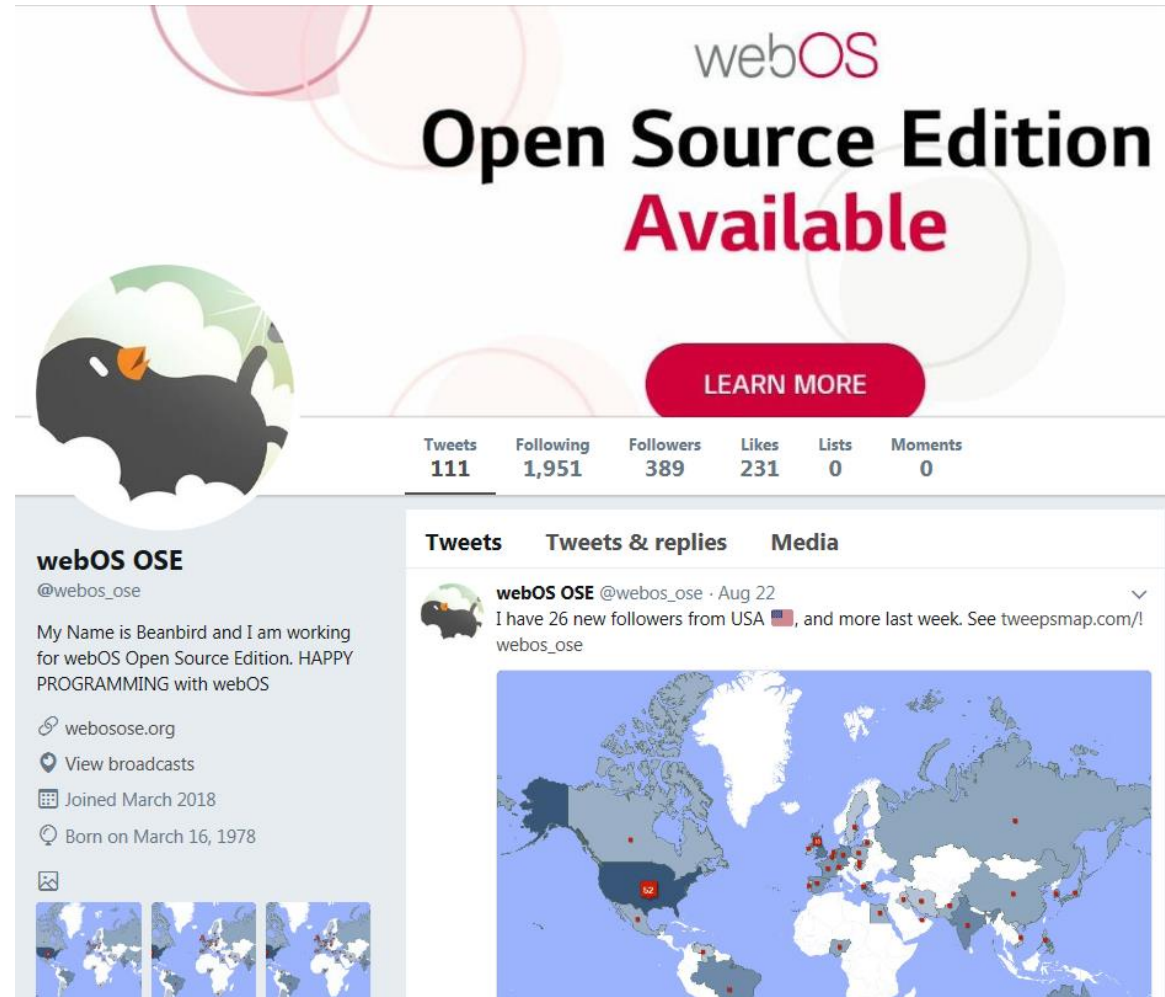 webOS
Open Source Edition
Available
LEARN MORE
Tweets Following Followers Likes Lists Moments
111 1,951 389 231 0 0
webOS OSE
@webos_ose
My Name is Beanbird and I am working
for webOS Open Source Edition. HAPPY
PROGRAMMING with webOS
webosose.org
View broadcasts
Joined March 2018
Born on March 16, 1978
Tweets Tweets & replies Media
webOS OSE @webos_ose · Aug 22
I have 26 new followers from USA 🇺🇸, and more last week. See tweepsmap.com/!
webos_ose
52